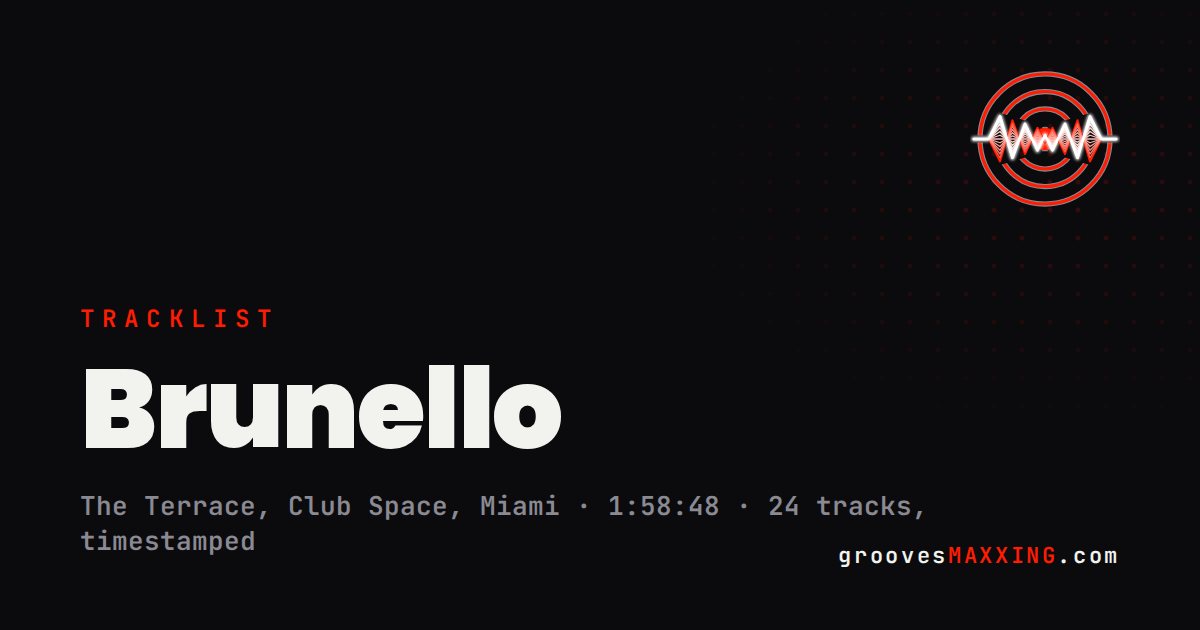 TRACKLIST
Brunello
The Terrace, Club Space, Miami · 1:58:48 · 24 tracks,
timestamped
groovesMAXXING.com